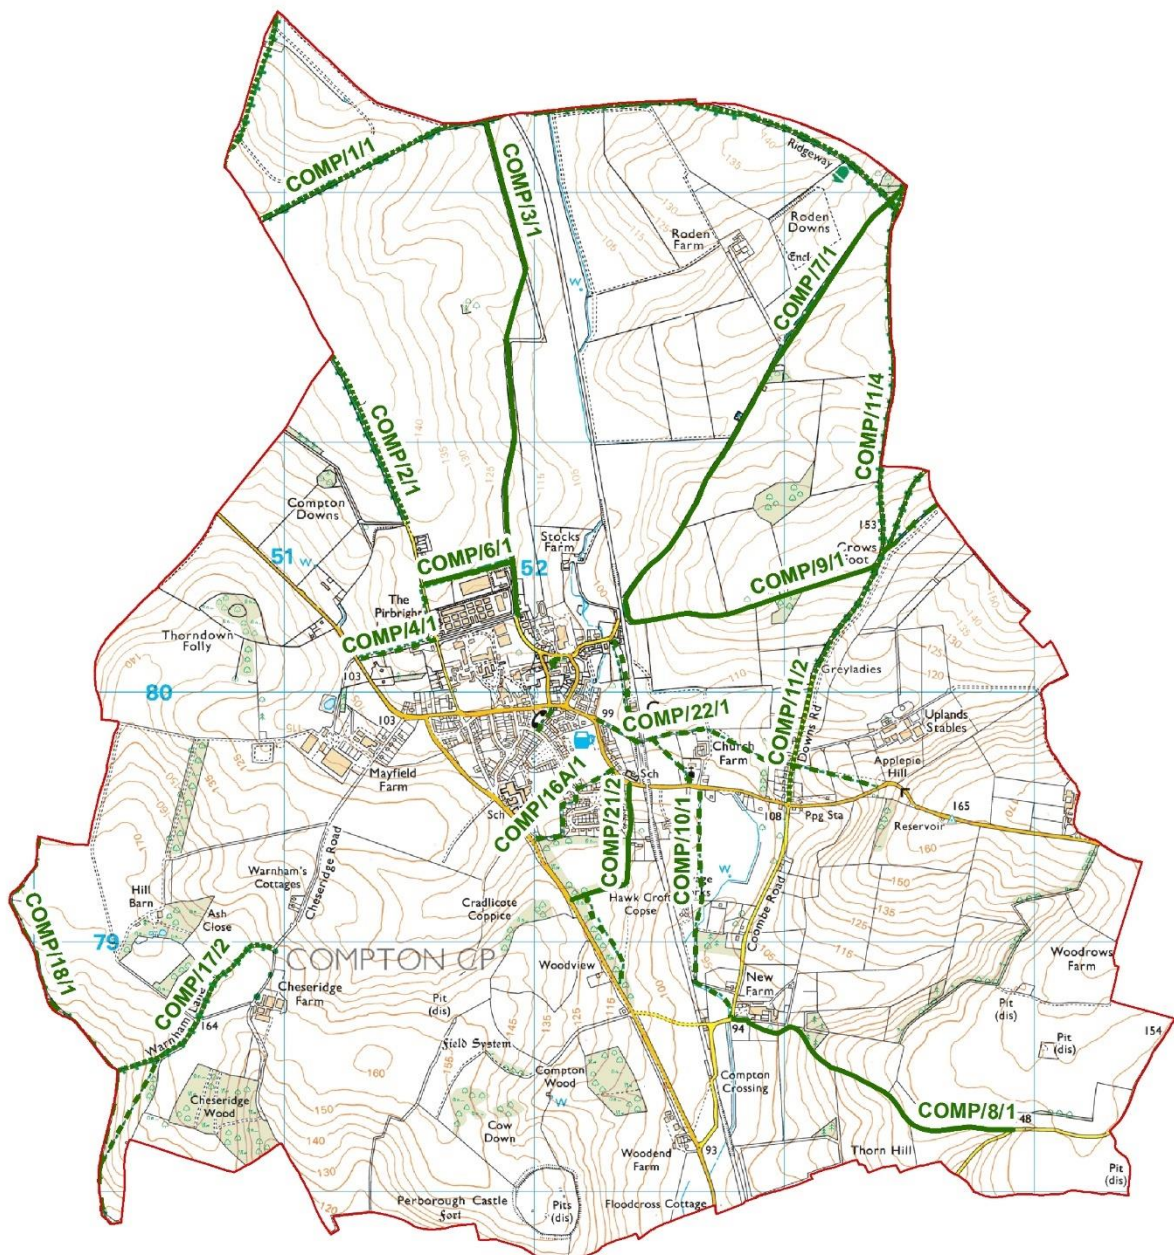 COMP/1/1
COMP/3/1
Ridgeway
Roden
Farm
Roden
Downs
Encl
COMP/7/1
COMP/2/1
COMP/11/4
Compton
Downs
51
W
52
Stocks
Farm
COMP/6/1
COMP/9/1
153
Crows
Foot
The
Pirbright
COMP/4/1
Thorndown
Folly
103
80
103
99
COMP/22/1
COMP/11/2
Downs Rd
Greyladies
Uplands
Stables
Mayfield
Farm
Church
Farm
Applepie
Hill
Sch
Sch
COMP/16A/1
COMP/21/2
COMP/10/1
108
Ppg Sta
165
Reservoir
Cheseridge Road
Warnham's
Cottages
Hill
Barn
Ash
Close
Cradlicote
Coppice
Hawk Croft
Copse
W
Coombe Road
79
COMPTON CP
COMP/18/1
COMP/17/2
Warnham Lane
164
Cheseridge
Farm
Woodview
New
Farm
94
Woodrows
Farm
Pit
(dis)
Pit
(dis)
Pit
(dis)
154
Field System
Compton
Wood
W
Compton
Crossing
Cheseridge
Wood
Cow
Down
COMP/8/1
48
Woodend
Farm
93
Thorn Hill
Pit
(dis)
Perborough Castle
Fort
Pits
(dis)
Floodcross Cottage